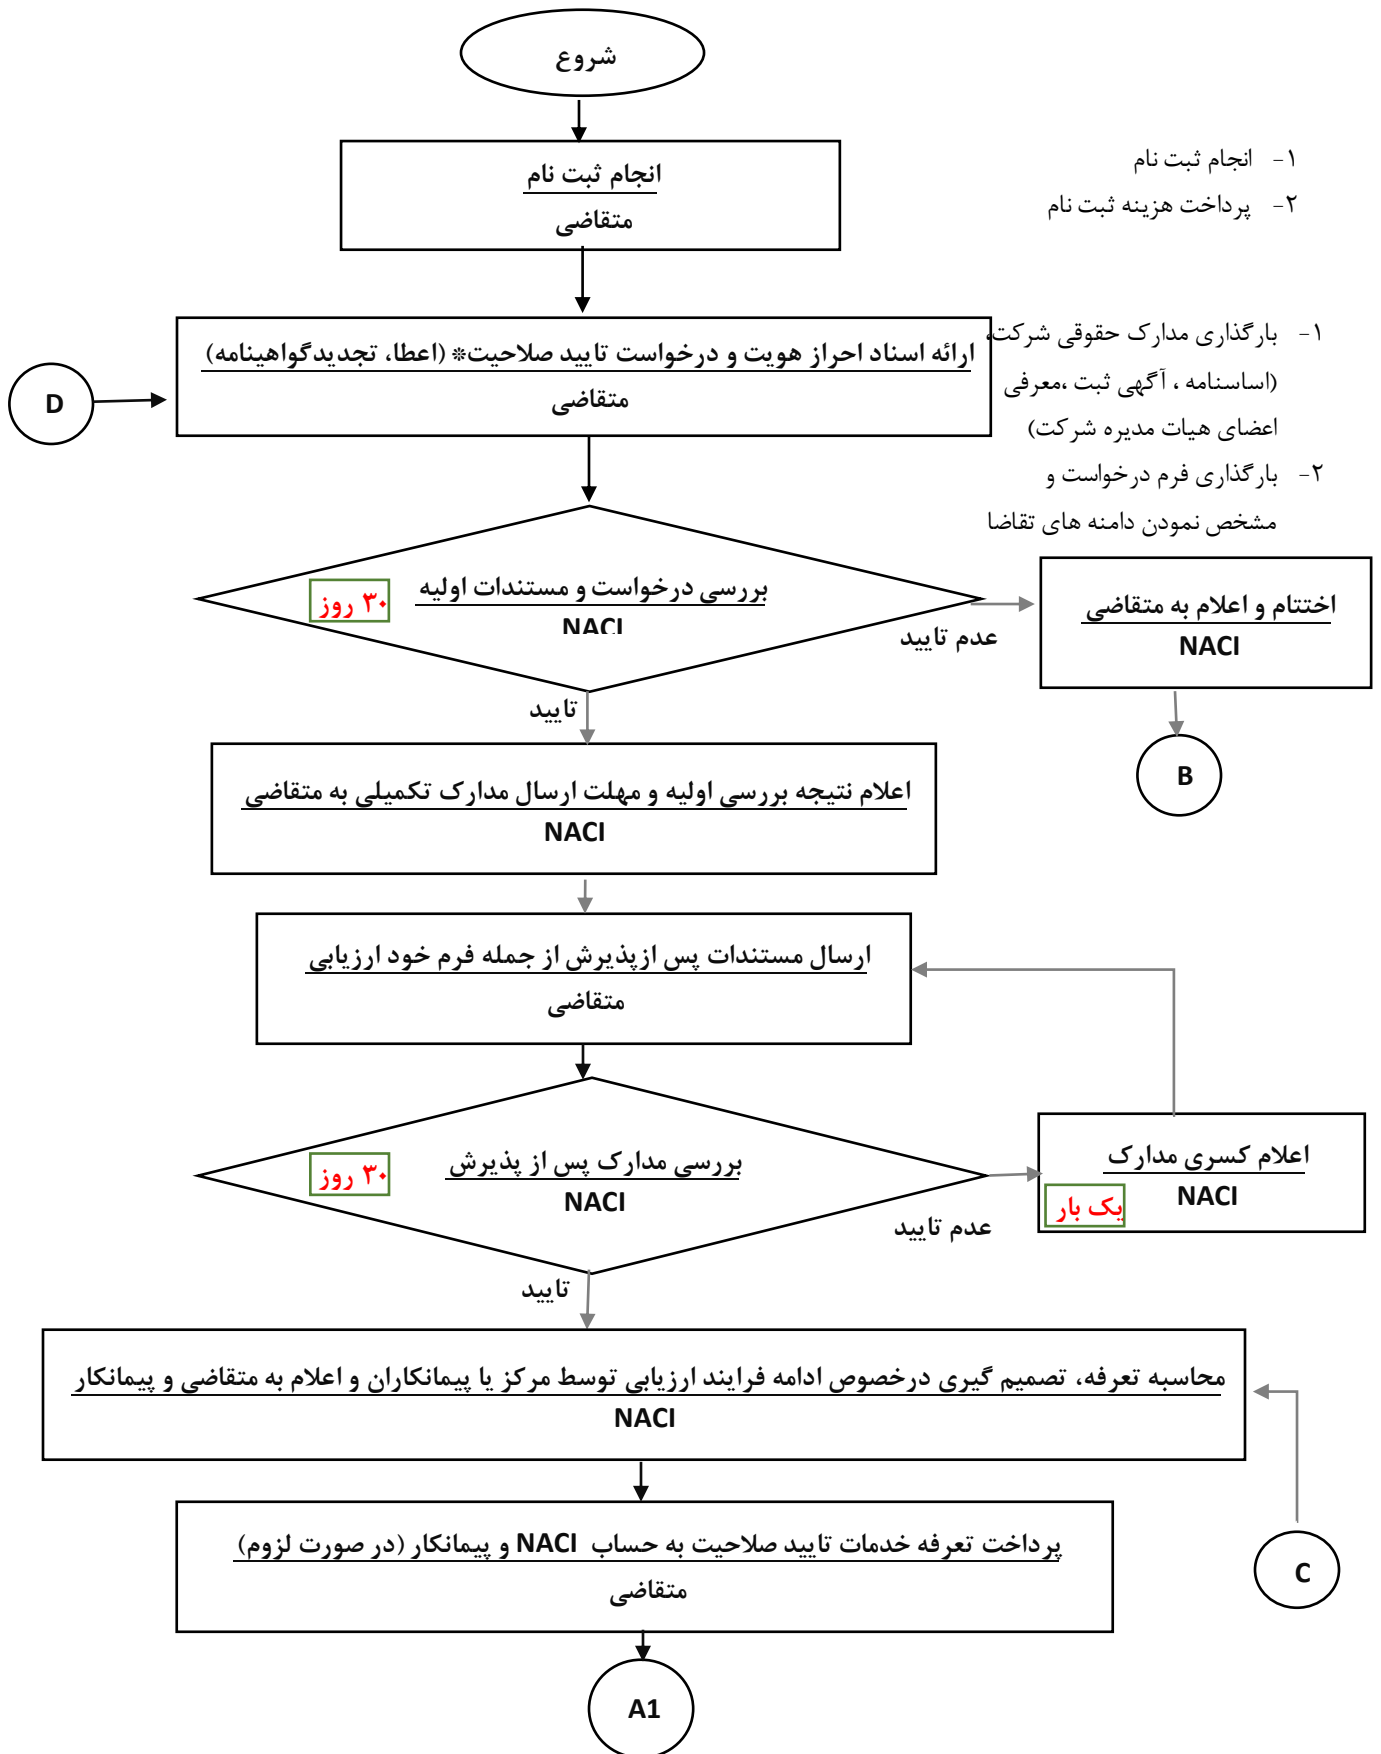 شروع
انجام ثبت نام
متقاضی
۱- انجام ثبت نام
۲- پرداخت هزینه ثبت نام
ارائه اسناد احراز هویت و درخواست تایید صلاحیت* (اعطا، تجدیدگواهینامه)
متقاضی
۱- بارگذاری مدارک حقوقی شرکت،
(اساسنامه ، آگهی ثبت ،معرفی
اعضای هیات مدیره شرکت)
۲- بارگذاری فرم درخواست و
مشخص نمودن دامنه های تقاضا
D
بررسی درخواست و مستندات اولیه
NACI
۳۰ روز
عدم تایید
اختتام و اعلام به متقاضی
NACI
B
تایید
اعلام نتیجه بررسی اولیه و مهلت ارسال مدارک تکمیلی به متقاضی
NACI
ارسال مستندات پس ازپذیرش از جمله فرم خود ارزیابی
متقاضی
بررسی مدارک پس از پذیرش
NACI
۳۰ روز
عدم تایید
اعلام کسری مدارک
NACI
یک بار
تایید
محاسبه تعرفه، تصمیم گیری درخصوص ادامه فرایند ارزیابی توسط مرکز یا پیمانکاران و اعلام به متقاضی و پیمانکار
NACI
پرداخت تعرفه خدمات تایید صلاحیت به حساب NACI و پیمانکار (در صورت لزوم)
متقاضی
C
A1